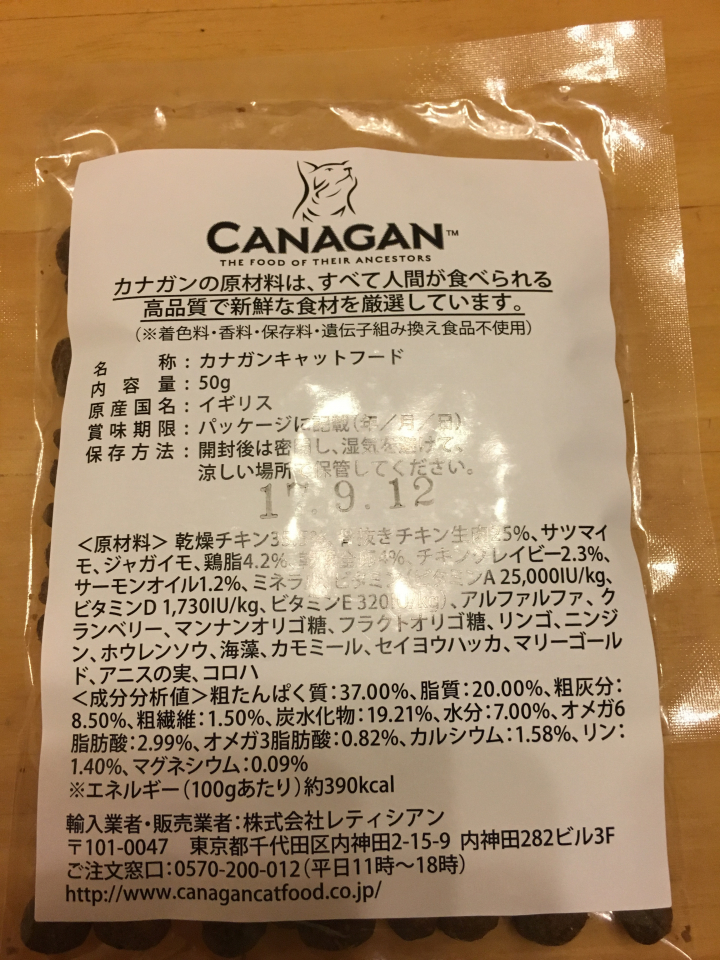 CANAGAN™
THE FOOD OF THEIR ANCESTORS
カナガンの原材料は、すべて人間が食べられる
高品質で新鮮な食材を厳選しています。
(※着色料・香料・保存料・遺伝子組み換え食品不使用)
名 称:カナガンキャットフード
内容量:50g
原産国名:イギリス
賞味期限:パッケージに記載(年/月/日)
保存方法:開封後は密閉し、湿気を避けて、
涼しい場所 保管してください。
17.9.12
<原材料> 乾燥チキン 抜きチキン生肉 5%、サツマイ
モ、ジャガイモ、鶏脂4.2% チキングレイビー2.3%、
サーモンオイル1.2%、ミネラル ビタミンA 25,000IU/kg、
ビタミンD 1,730IU/kg、ビタミンE 320IU/kg)、アルファルファ、ク
ランベリー、マンナンオリゴ糖、フラクトオリゴ糖、リンゴ、ニンジ
ン、ホウレンソウ、海藻、カモミール、セイヨウハッカ、マリーゴール
ド、アニスの実、コロハ
<成分分析値>粗たんぱく質:37.00%、脂質:20.00%、粗灰分:
8.50%、粗繊維:1.50%、炭水化物:19.21%、水分:7.00%、オメガ6
脂肪酸:2.99%、オメガ3脂肪酸:0.82%、カルシウム:1.58%、リン:
1.40%、マグネシウム:0.09%
※エネルギー(100gあたり)約390kcal
輸入業者・販売業者:株式会社レティシアン
〒101-0047 東京都千代田区内神田2-15-9 内神田282ビル3F
ご注文窓口:0570-200-012(平日11時~18時)
http://www.canagancatfood.co.jp/